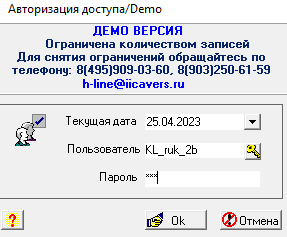 Авторизация доступа/Demo
ДЕМО ВЕРСИЯ
Ограничена количеством записей
Для снятия ограничений обращайтесь по
телефону: 8(495)909-03-60, 8(903)250-61-59
h-line@iicavers.ru
Текущая дата 25.04.2023
Пользователь KL_ruk_2b
Пароль ***
? Ok Отмена